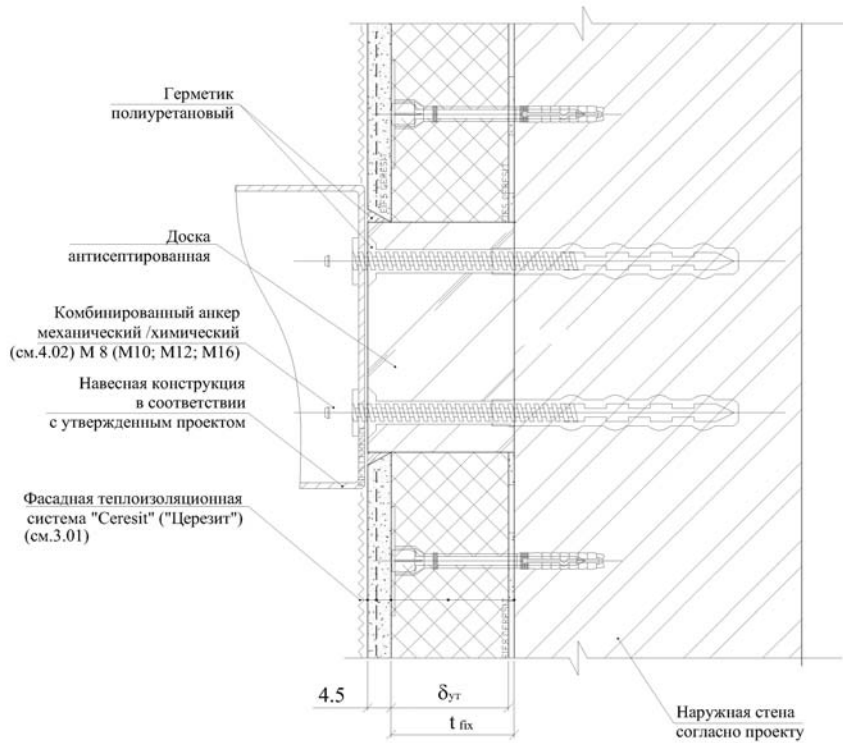 Герметик
полиуретановый
Доска
антисептированная
Комбинированный анкер
механический /химический
(см.4.02) М 8 (М10; М12; М16)
Навесная конструкция
в соответствии
с утвержденным проектом
Фасадная теплоизоляционная
система "Ceresit" ("Церезит")
(см.3.01)
4.5
δут
t fix
Наружная стена
согласно проекту